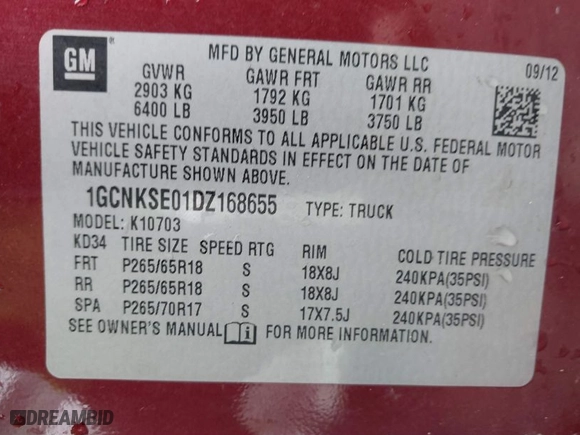 GM
MFD BY GENERAL MOTORS LLC
09/12
GVWR GAWR FRT GAWR RR
2903 KG 1792 KG 1701 KG
6400 LB 3950 LB 3750 LB
THIS VEHICLE CONFORMS TO ALL APPLICABLE U.S. FEDERAL MOTOR
VEHICLE SAFETY STANDARDS IN EFFECT ON THE DATE OF
MANUFACTURE SHOWN ABOVE.
1GCNKSE01DZ168655 TYPE: TRUCK
MODEL: K10703
KD34 TIRE SIZE SPEED RTG RIM COLD TIRE PRESSURE
FRT P265/65R18 S 18X8J 240KPA(35PSI)
RR P265/65R18 S 18X8J 240KPA(35PSI)
SPA P265/70R17 S 17X7.5J 240KPA(35PSI)
SEE OWNER'S MANUAL FOR MORE INFORMATION.
DREAMBID